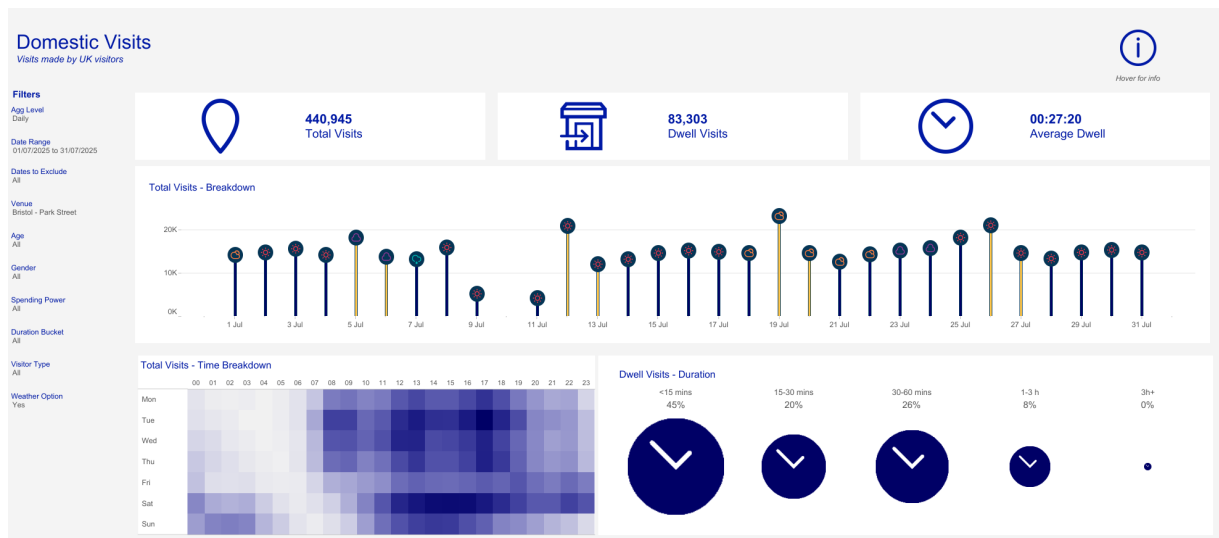 Domestic Visits
Visits made by UK visitors
Hover for info
Filters
Agg Level
Daily
Date Range
01/07/2025 to 31/07/2025
Dates to Exclude
All
Venue
Bristol - Park Street
Age
All
Gender
All
Spending Power
All
Duration Bucket
All
Visitor Type
All
Weather Option
Yes
440,945
Total Visits
83,303
Dwell Visits
00:27:20
Average Dwell
Total Visits - Breakdown
20K
10K
0K
1 Jul 3 Jul 5 Jul 7 Jul 9 Jul 11 Jul 13 Jul 15 Jul 17 Jul 19 Jul 21 Jul 23 Jul 25 Jul 27 Jul 29 Jul 31 Jul
Total Visits - Time Breakdown
00 01 02 03 04 05 06 07 08 09 10 11 12 13 14 15 16 17 18 19 20 21 22 23
Mon
Tue
Wed
Thu
Fri
Sat
Sun
Dwell Visits - Duration
<15 mins 15-30 mins 30-60 mins 1-3 h 3h+
45% 20% 26% 8% 0%